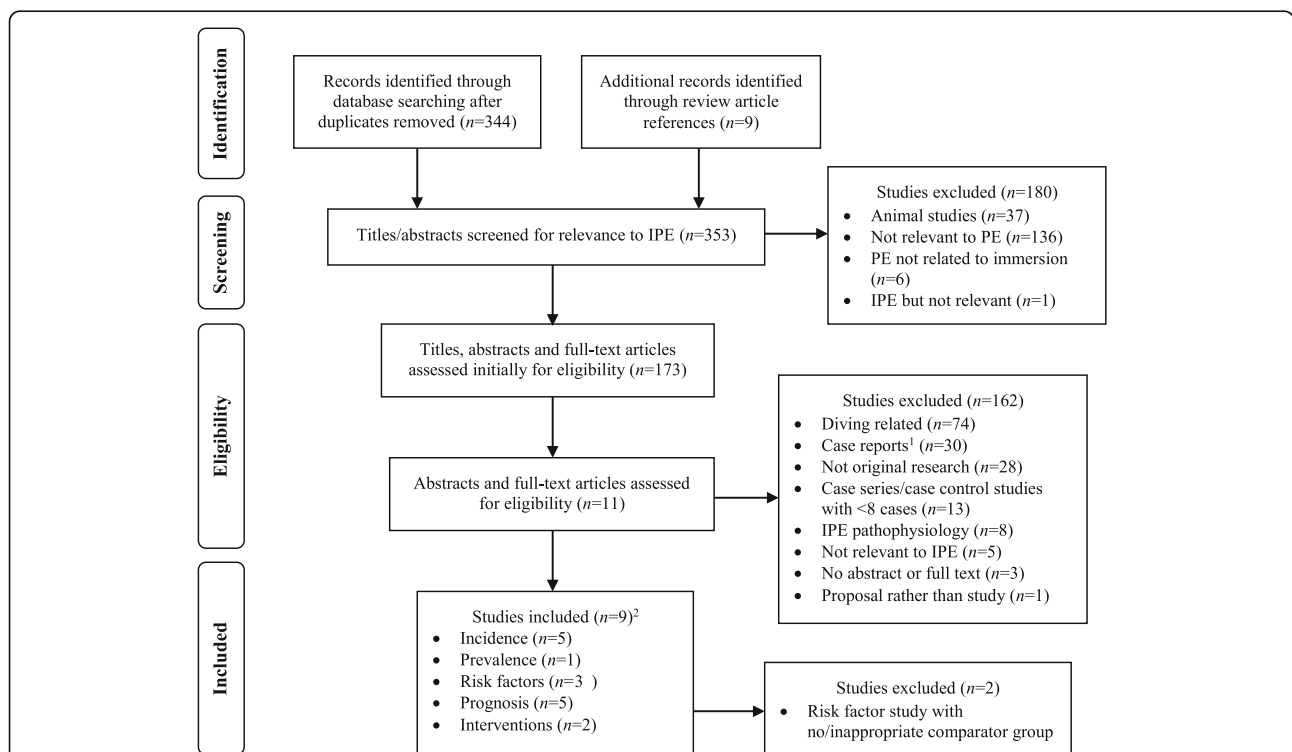 Identification
Records identified through
database searching after
duplicates removed (n=344)
Additional records identified
through review article
references (n=9)
Screening
Titles/abstracts screened for relevance to IPE (n=353)
Studies excluded (n=180)
• Animal studies (n=37)
• Not relevant to PE (n=136)
• PE not related to immersion
(n=6)
• IPE but not relevant (n=1)
Eligibility
Titles, abstracts and full-text articles
assessed initially for eligibility (n=173)
Studies excluded (n=162)
• Diving related (n=74)
• Case reports¹ (n=30)
• Not original research (n=28)
• Case series/case control studies
with <8 cases (n=13)
• IPE pathophysiology (n=8)
• Not relevant to IPE (n=5)
• No abstract or full text (n=3)
• Proposal rather than study (n=1)
Abstracts and full-text articles assessed
for eligibility (n=11)
Included
Studies included (n=9)²
• Incidence (n=5)
• Prevalence (n=1)
• Risk factors (n=3 )
• Prognosis (n=5)
• Interventions (n=2)
Studies excluded (n=2)
• Risk factor study with
no/inappropriate comparator group